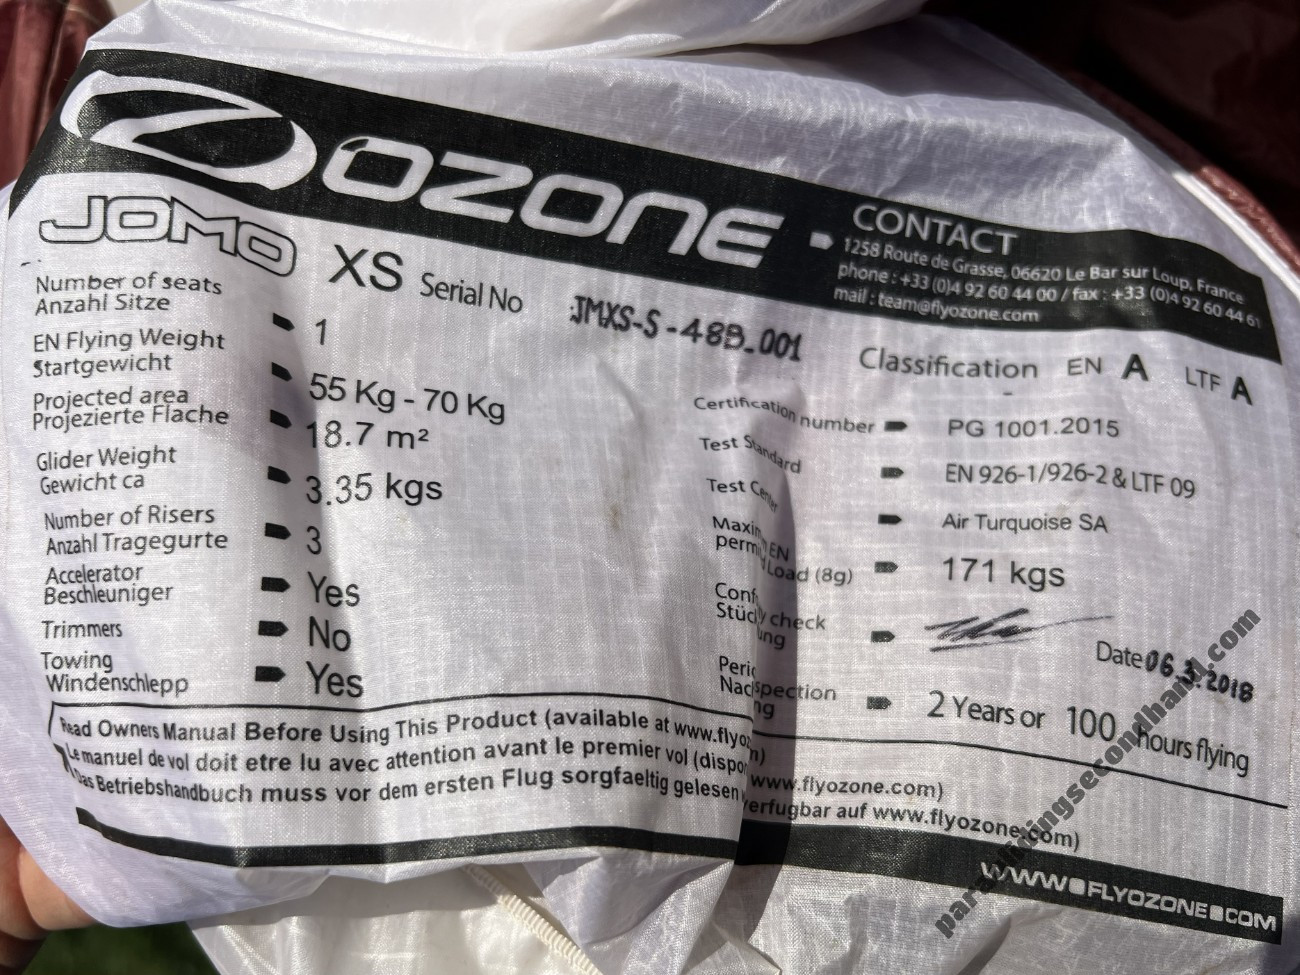 OZONE
CONTACT
1258 Route de Grasse, 06620 Le Bar sur Loup, France
phone : +33 (0)4 92 60 44 00 / fax : +33 (0)4 92 60 44 61
mail : team@flyozone.com
JOMO XS Serial No :JMXS-S-48B-001
Number of seats
Anzahl Sitze 1
EN Flying Weight
Startgewicht 55 Kg - 70 Kg
Projected area
Projezierte Flache 18.7 m²
Glider Weight
Gewicht ca 3.35 kgs
Number of Risers
Anzahl Tragegurte 3
Accelerator
Beschleuniger Yes
Trimmers No
Towing
Windenschlepp Yes
Classification EN A LTF A
Certification number PG 1001.2015
Test Standard EN 926-1/926-2 & LTF 09
Test Air Turquoise SA
EN
Load (8g) 171 kgs
check
Date 06.3.2018
2 Years or 100 hours flying
Read Owners Manual Before Using This Product (available at
Le manuel de vol doit etre lu avec attention avant le premier vol
www.flyozone.com)
Das Betriebshandbuch muss vor dem ersten Flug sorgfaeltig gelesen
auf www.flyozone.com)
WWW.FLYOZONE.COM
paraglidingsecondhand.com